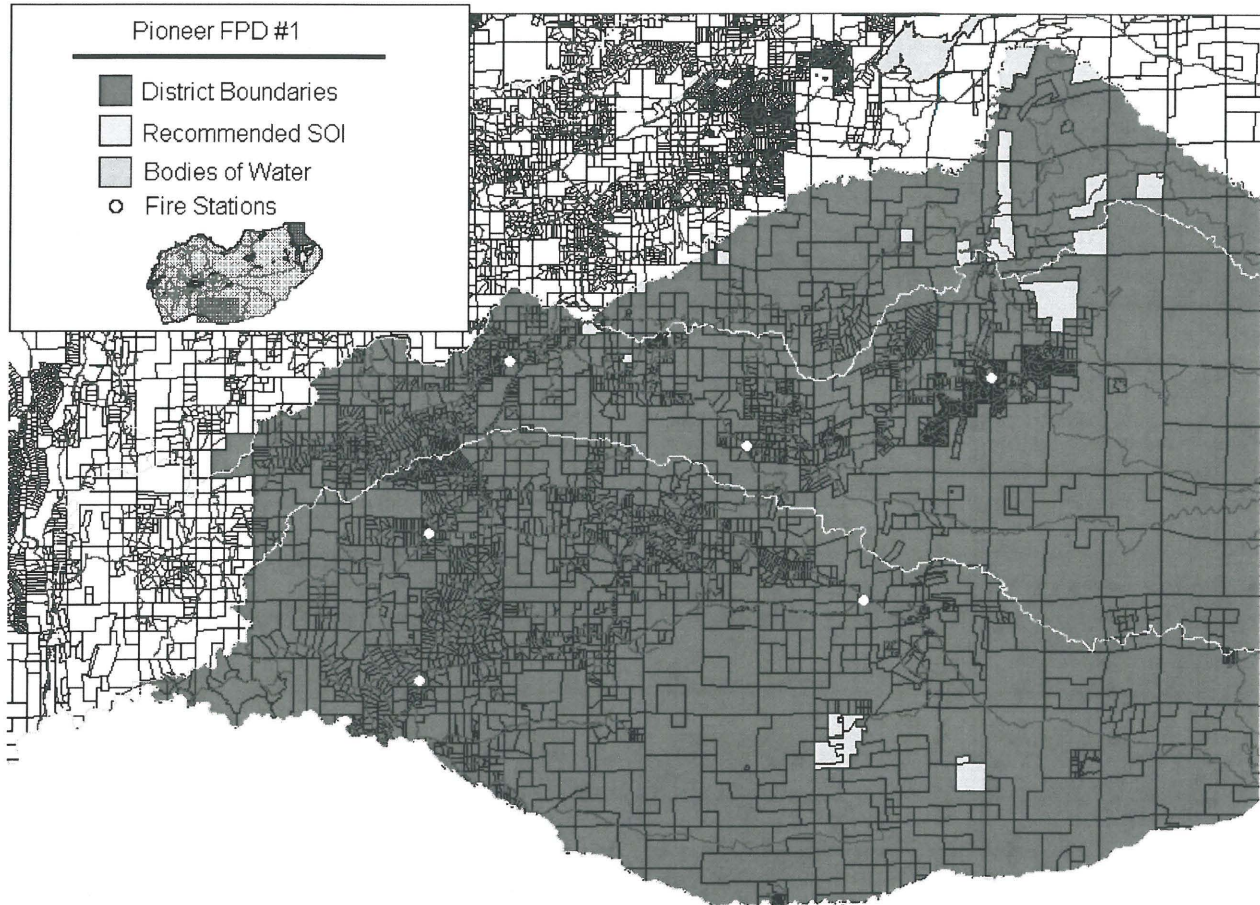 Pioneer FPD #1
District Boundaries
Recommended SOI
Bodies of Water
Fire Stations